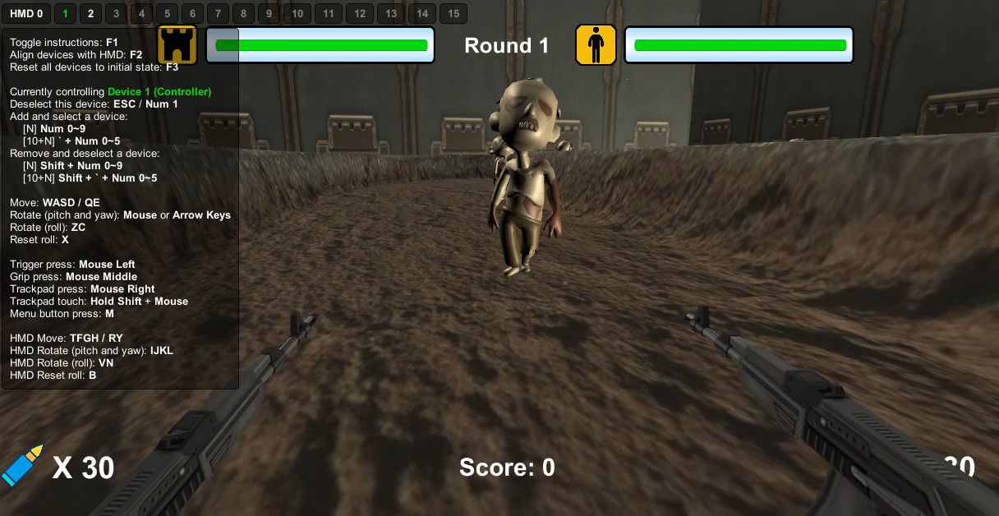 HMD 0 1 2 3 4 5 6 7 8 9 10 11 12 13 14 15
Round 1
Toggle instructions: F1
Align devices with HMD: F2
Reset all devices to initial state: F3
Currently controlling Device 1 (Controller)
Deselect this device: ESC / Num 1
Add and select a device:
[N] Num 0~9
[10+N] ` + Num 0~5
Remove and deselect a device:
[N] Shift + Num 0~9
[10+N] Shift + ` + Num 0~5
Move: WASD / QE
Rotate (pitch and yaw): Mouse or Arrow Keys
Rotate (roll): ZC
Reset roll: X
Trigger press: Mouse Left
Grip press: Mouse Middle
Trackpad press: Mouse Right
Trackpad touch: Hold Shift + Mouse
Menu button press: M
HMD Move: TFGH / RY
HMD Rotate (pitch and yaw): IJKL
HMD Rotate (roll): VN
HMD Reset roll: B
X 30
Score: 0